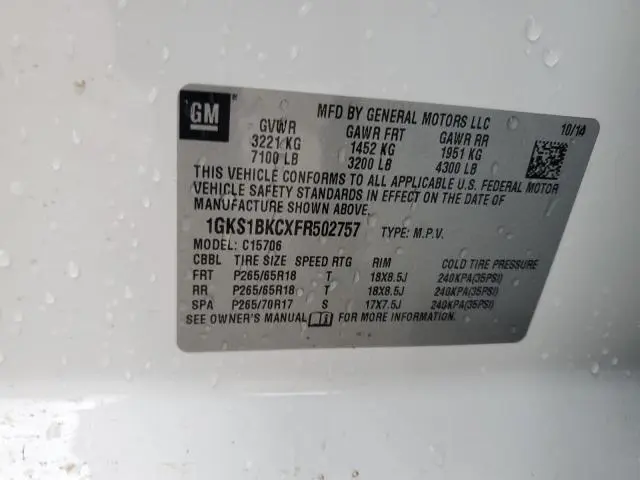 GM
MFD BY GENERAL MOTORS LLC 10/14
GVWR GAWR FRT GAWR RR
3221 KG 1452 KG 1951 KG
7100 LB 3200 LB 4300 LB
THIS VEHICLE CONFORMS TO ALL APPLICABLE U.S. FEDERAL MOTOR
VEHICLE SAFETY STANDARDS IN EFFECT ON THE DATE OF
MANUFACTURE SHOWN ABOVE.
1GKS1BKCXFR502757 TYPE: M.P.V.
MODEL: C15706
CBBL TIRE SIZE SPEED RTG RIM COLD TIRE PRESSURE
FRT P265/65R18 T 18X8.5J 240KPA(35PSI)
RR P265/65R18 T 18X8.5J 240KPA(35PSI)
SPA P265/70R17 S 17X7.5J 240KPA(35PSI)
SEE OWNER'S MANUAL FOR MORE INFORMATION.